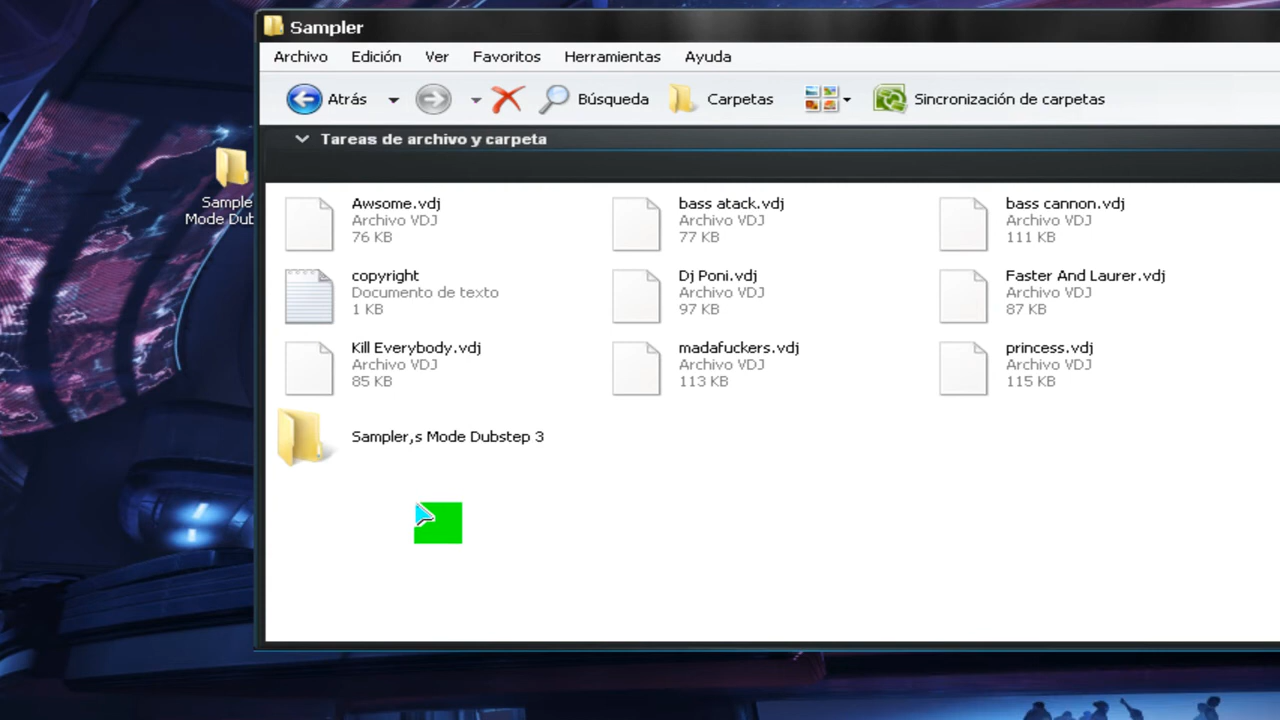 Sampler
Archivo Edición Ver Favoritos Herramientas Ayuda
Atrás Búsqueda Carpetas Sincronización de carpetas
Tareas de archivo y carpeta
Sample
Mode Dub
Awsome.vdj
Archivo VDJ
76 KB
bass atack.vdj
Archivo VDJ
77 KB
bass cannon.vdj
Archivo VDJ
111 KB
copyright
Documento de texto
1 KB
Dj Poni.vdj
Archivo VDJ
97 KB
Faster And Laurer.vdj
Archivo VDJ
87 KB
Kill Everybody.vdj
Archivo VDJ
85 KB
madafuckers.vdj
Archivo VDJ
113 KB
princess.vdj
Archivo VDJ
115 KB
Sampler,s Mode Dubstep 3